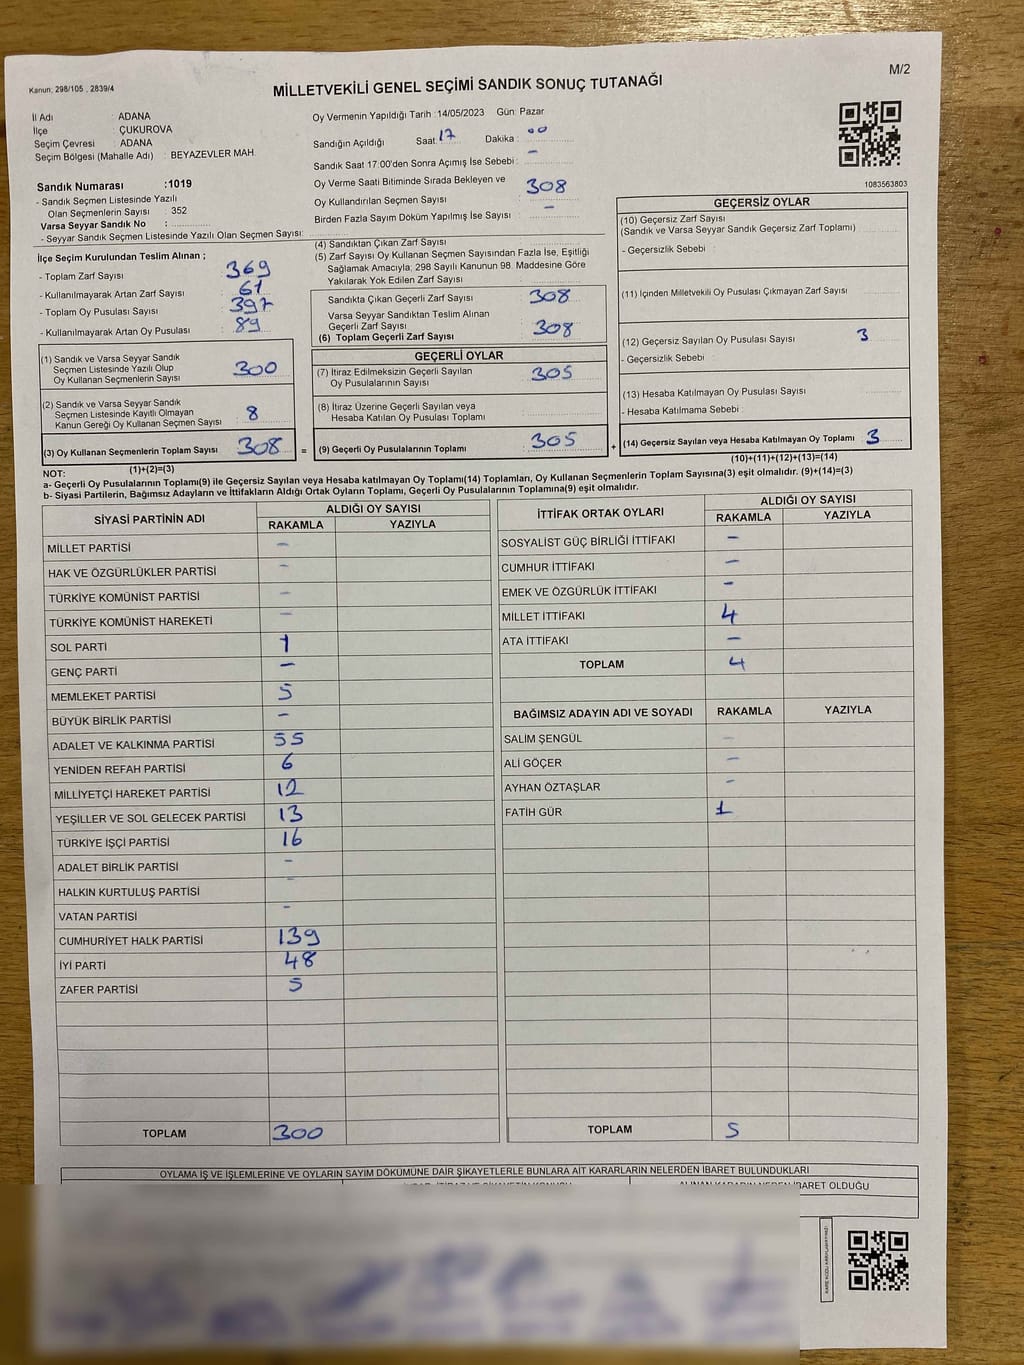 Kanun; 298/105 , 2839/4
MİLLETVEKİLİ GENEL SEÇİMİ SANDIK SONUÇ TUTANAĞI
M/2
İl Adı : ADANA
İlçe : ÇUKUROVA
Seçim Çevresi : ADANA
Seçim Bölgesi (Mahalle Adı) : BEYAZEVLER MAH.
Sandık Numarası :1019
- Sandık Seçmen Listesinde Yazılı
Olan Seçmenlerin Sayısı : 352
Varsa Seyyar Sandık No :
- Seyyar Sandık Seçmen Listesinde Yazılı Olan Seçmen Sayısı:
Oy Vermenin Yapıldığı Tarih :14/05/2023 Gün: Pazar
Sandığın Açıldığı Saat: 17 Dakika : 00
Sandık Saat 17:00'den Sonra Açımış İse Sebebi : –
Oy Verme Saati Bitiminde Sırada Bekleyen ve
Oy Kullandırılan Seçmen Sayısı : 308
Birden Fazla Sayım Döküm Yapılmış İse Sayısı : –
1083563803
İlçe Seçim Kurulundan Teslim Alınan ;
- Toplam Zarf Sayısı : 369
- Kullanılmayarak Artan Zarf Sayısı : 61
- Toplam Oy Pusulası Sayısı : 397
- Kullanılmayarak Artan Oy Pusulası : 89
(1) Sandık ve Varsa Seyyar Sandık
Seçmen Listesinde Yazılı Olup
Oy Kullanan Seçmenlerin Sayısı : 300
(2) Sandık ve Varsa Seyyar Sandık
Seçmen Listesinde Kayıtlı Olmayan
Kanun Gereği Oy Kullanan Seçmen Sayısı : 8
(3) Oy Kullanan Seçmenlerin Toplam Sayısı : 308 =
(1)+(2)=(3)
(4) Sandıktan Çıkan Zarf Sayısı :
(5) Zarf Sayısı Oy Kullanan Seçmen Sayısından Fazla İse, Eşitliği
Sağlamak Amacıyla; 298 Sayılı Kanunun 98. Maddesine Göre
Yakılarak Yok Edilen Zarf Sayısı :
Sandıkta Çıkan Geçerli Zarf Sayısı : 308
Varsa Seyyar Sandıktan Teslim Alınan
Geçerli Zarf Sayısı :
(6) Toplam Geçerli Zarf Sayısı : 308
GEÇERLİ OYLAR
(7) İtiraz Edilmeksizin Geçerli Sayılan
Oy Pusulalarının Sayısı : 305
(8) İtiraz Üzerine Geçerli Sayılan veya
Hesaba Katılan Oy Pusulası Toplamı :
(9) Geçerli Oy Pusulalarının Toplamı : 305 +
GEÇERSİZ OYLAR
(10) Geçersiz Zarf Sayısı
(Sandık ve Varsa Seyyar Sandık Geçersiz Zarf Toplamı) :
- Geçersizlik Sebebi :
(11) İçinden Milletvekili Oy Pusulası Çıkmayan Zarf Sayısı :
(12) Geçersiz Sayılan Oy Pusulası Sayısı : 3
- Geçersizlik Sebebi :
(13) Hesaba Katılmayan Oy Pusulası Sayısı :
- Hesaba Katılmama Sebebi :
(14) Geçersiz Sayılan veya Hesaba Katılmayan Oy Toplamı : 3
(10)+(11)+(12)+(13)=(14)
NOT:
a- Geçerli Oy Pusulalarının Toplamı(9) ile Geçersiz Sayılan veya Hesaba katılmayan Oy Toplamı(14) Toplamları, Oy Kullanan Seçmenlerin Toplam Sayısına(3) eşit olmalıdır. (9)+(14)=(3)
b- Siyasi Partilerin, Bağımsız Adayların ve İttifakların Aldığı Ortak Oyların Toplamı, Geçerli Oy Pusulalarının Toplamına(9) eşit olmalıdır.
SİYASİ PARTİNİN ADI ALDIĞI OY SAYISI
RAKAMLA YAZIYLA
MİLLET PARTİSİ –
HAK VE ÖZGÜRLÜKLER PARTİSİ –
TÜRKİYE KOMÜNİST PARTİSİ –
TÜRKİYE KOMÜNİST HAREKETİ –
SOL PARTİ 1
GENÇ PARTİ –
MEMLEKET PARTİSİ 5
BÜYÜK BİRLİK PARTİSİ –
ADALET VE KALKINMA PARTİSİ 55
YENİDEN REFAH PARTİSİ 6
MİLLİYETÇİ HAREKET PARTİSİ 12
YEŞİLLER VE SOL GELECEK PARTİSİ 13
TÜRKİYE İŞÇİ PARTİSİ 16
ADALET BİRLİK PARTİSİ –
HALKIN KURTULUŞ PARTİSİ –
VATAN PARTİSİ –
CUMHURİYET HALK PARTİSİ 139
İYİ PARTİ 48
ZAFER PARTİSİ 5
TOPLAM 300
İTTİFAK ORTAK OYLARI ALDIĞI OY SAYISI
RAKAMLA YAZIYLA
SOSYALİST GÜÇ BİRLİĞİ İTTİFAKI –
CUMHUR İTTİFAKI –
EMEK VE ÖZGÜRLÜK İTTİFAKI –
MİLLET İTTİFAKI 4
ATA İTTİFAKI –
TOPLAM 4
BAĞIMSIZ ADAYIN ADI VE SOYADI RAKAMLA YAZIYLA
SALIM ŞENGÜL –
ALİ GÖÇER –
AYHAN ÖZTAŞLAR –
FATİH GÜR 1
TOPLAM 5
OYLAMA İŞ VE İŞLEMLERİNE VE OYLARIN SAYIM DÖKÜMÜNE DAİR ŞİKAYETLERLE BUNLARA AİT KARARLARIN NELERDEN İBARET BULUNDUKLARI
İBARET OLDUĞU